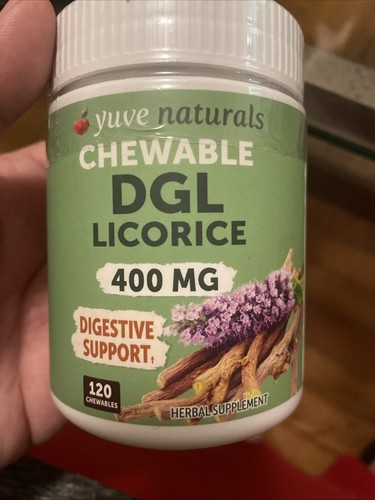 yuve naturals
CHEWABLE
DGL
LICORICE
400 MG
DIGESTIVE
SUPPORT†
120
CHEWABLES
HERBAL SUPPLEMENT